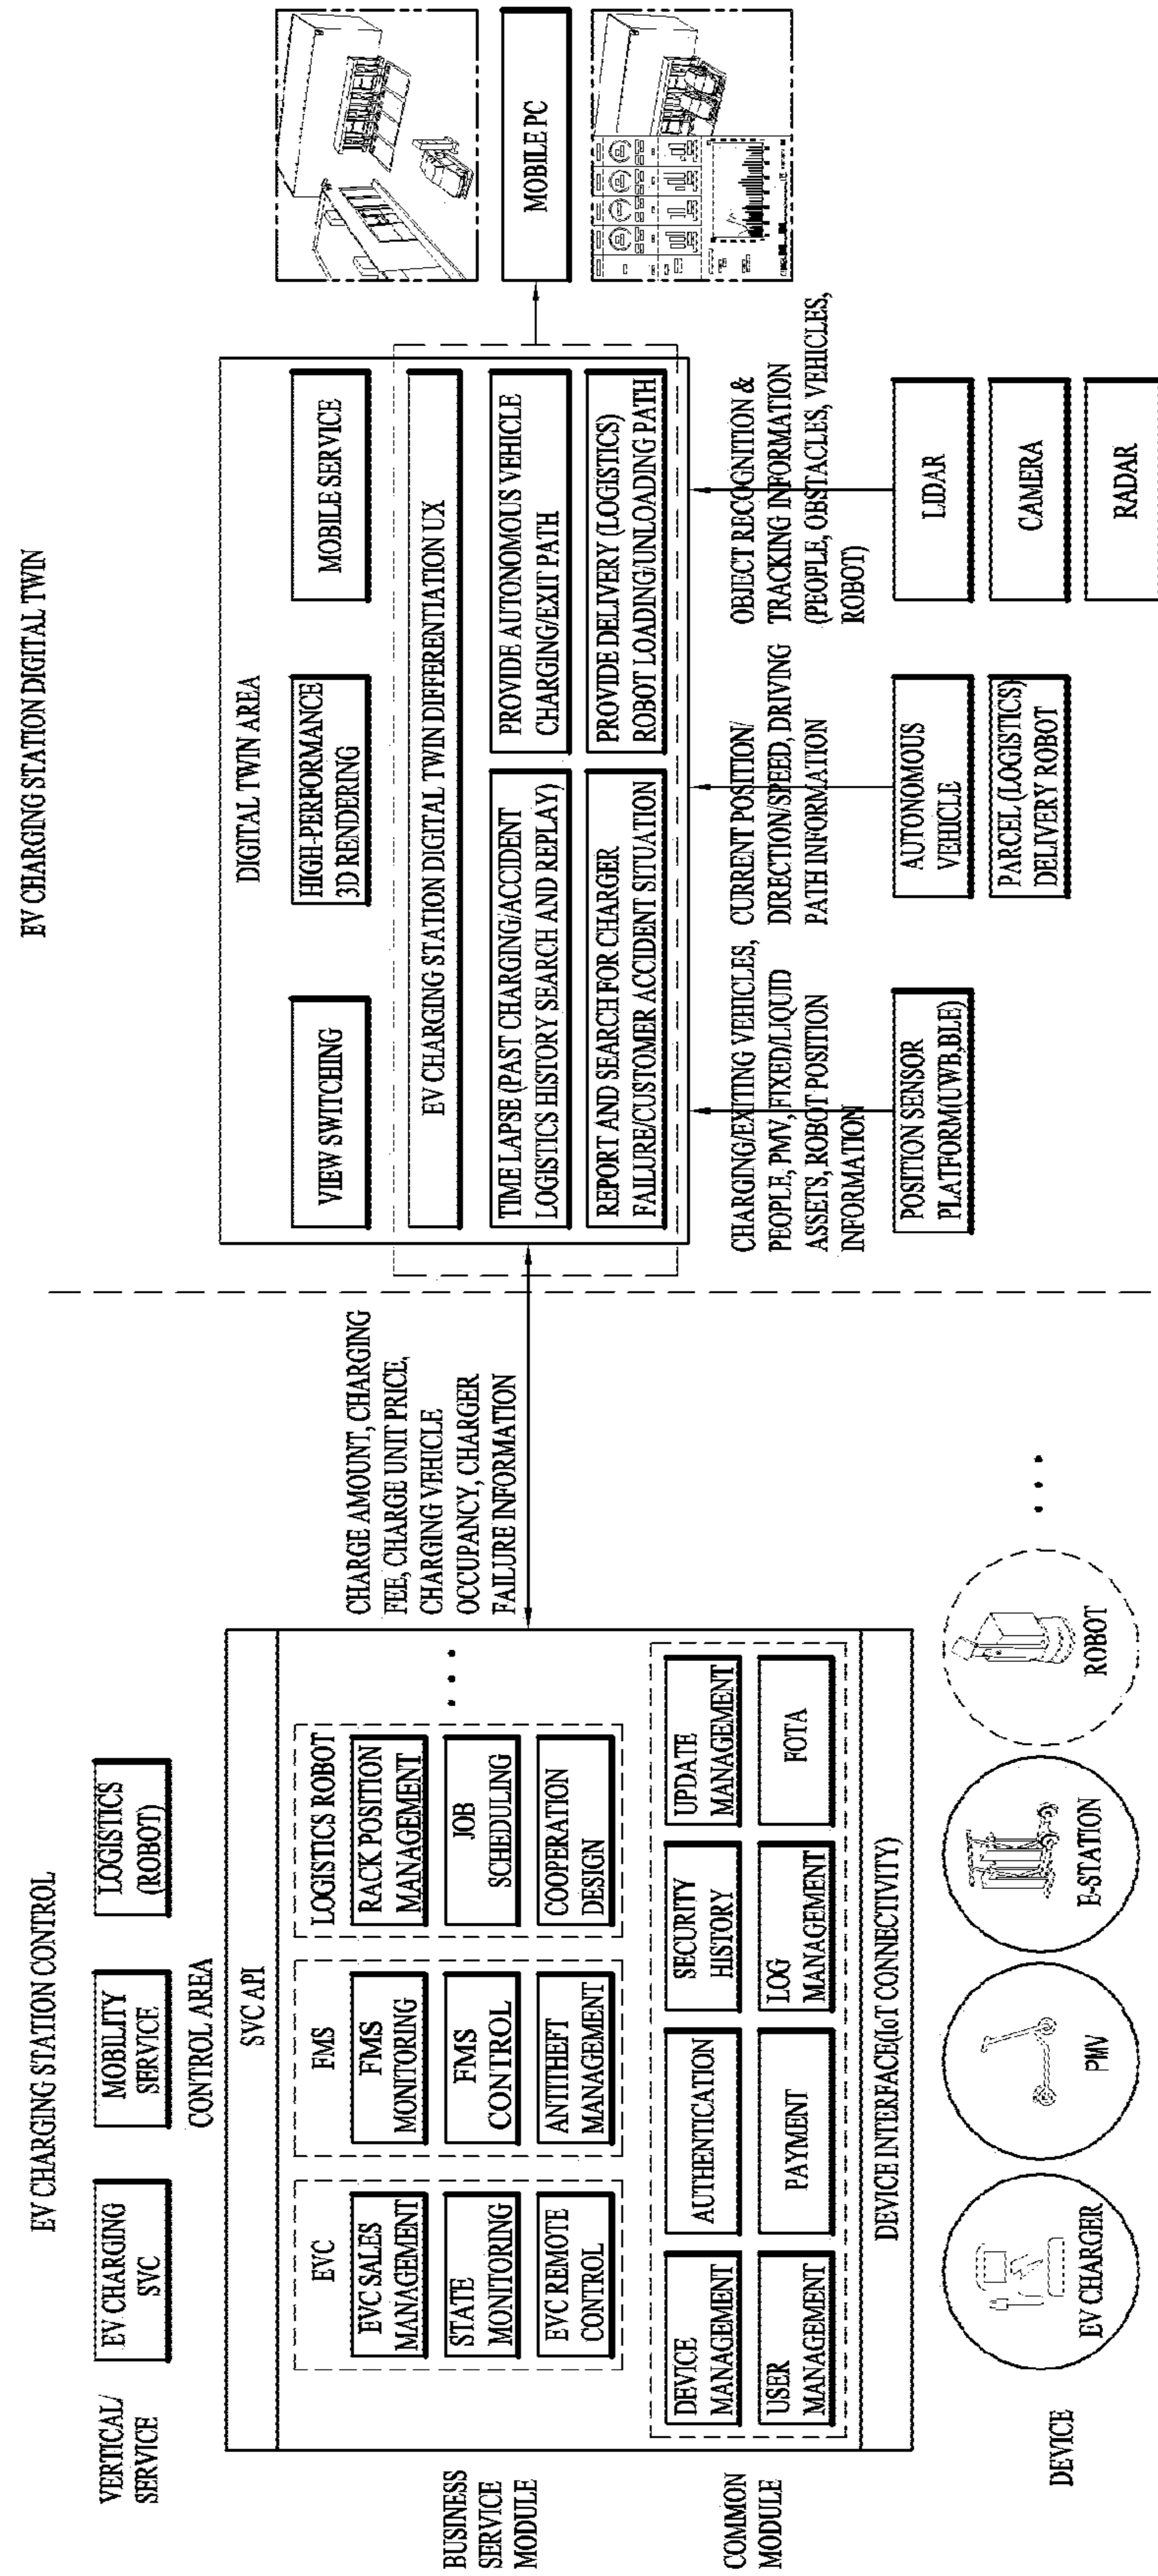 EV CHARGING STATION CONTROL
VERTICAL/
SERVICE
EV CHARGING
SVC
MOBILITY
SERVICE
LOGISTICS
(ROBOT)
CONTROL AREA
SVC API
BUSINESS
SERVICE
MODULE
EVC
EVC SALES
MANAGEMENT
STATE
MONITORING
EVC REMOTE
CONTROL
FMS
FMS
MONITORING
FMS
CONTROL
ANTITHEFT
MANAGEMENT
LOGISTICS ROBOT
RACK POSITION
MANAGEMENT
JOB
SCHEDULING
COOPERATION
DESIGN
• • •
COMMON
MODULE
DEVICE
MANAGEMENT
AUTHENTICATION
SECURITY
HISTORY
UPDATE
MANAGEMENT
USER
MANAGEMENT
PAYMENT
LOG
MANAGEMENT
FOTA
DEVICE INTERFACE(IoT CONNECTIVITY)
DEVICE
EV CHARGER
PMV
E-STATION
ROBOT
• • •
CHARGE AMOUNT, CHARGING
FEE, CHARGE UNIT PRICE,
CHARGING VEHICLE
OCCUPANCY, CHARGER
FAILURE INFORMATION
EV CHARGING STATION DIGITAL TWIN
DIGITAL TWIN AREA
VIEW SWITCHING
HIGH-PERFORMANCE
3D RENDERING
MOBILE SERVICE
EV CHARGING STATION DIGITAL TWIN DIFFERENTIATION UX
TIME LAPSE (PAST CHARGING/ACCIDENT
LOGISTICS HISTORY SEARCH AND REPLAY)
PROVIDE AUTONOMOUS VEHICLE
CHARGING/EXIT PATH
REPORT AND SEARCH FOR CHARGER
FAILURE/CUSTOMER ACCIDENT SITUATION
PROVIDE DELIVERY (LOGISTICS)
ROBOT LOADING/UNLOADING PATH
MOBILE PC
CHARGING/EXITING VEHICLES,
PEOPLE, PMV, FIXED/LIQUID
ASSETS, ROBOT POSITION
INFORMATION
CURRENT POSITION/
DIRECTION/SPEED, DRIVING
PATH INFORMATION
OBJECT RECOGNITION &
TRACKING INFORMATION
(PEOPLE, OBSTACLES, VEHICLES,
ROBOT)
POSITION SENSOR
PLATFORM(UWB,BLE)
AUTONOMOUS
VEHICLE
PARCEL (LOGISTICS)
DELIVERY ROBOT
LIDAR
CAMERA
RADAR